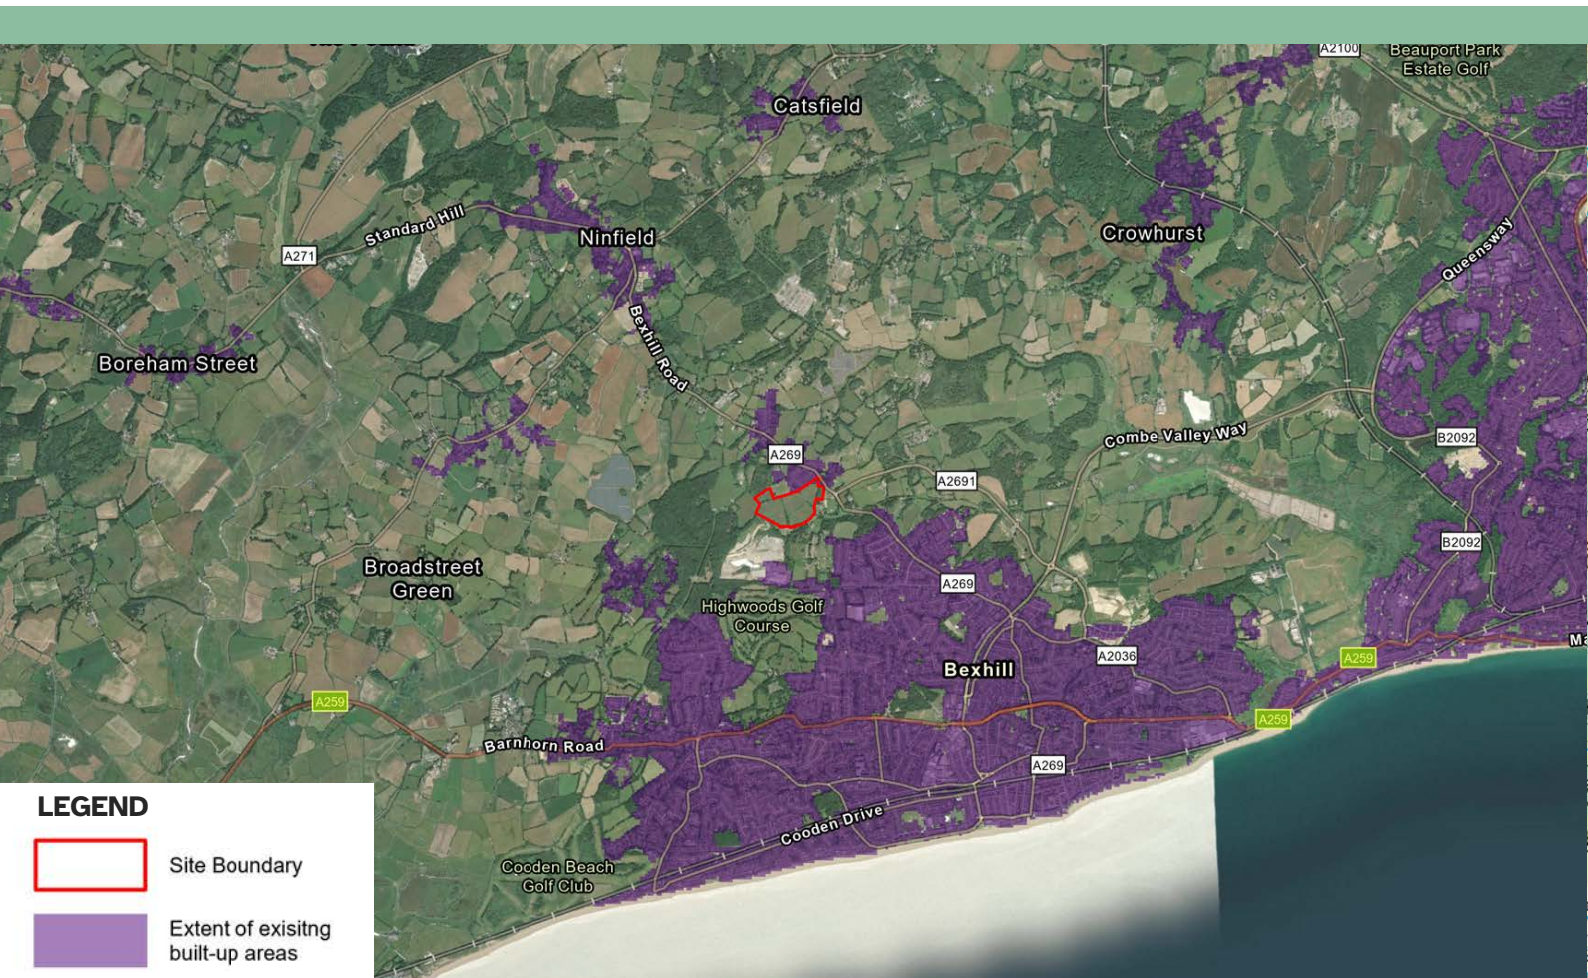 A2100
Beauport Park
Estate Golf
Catsfield
Standard Hill
Ninfield
Crowhurst
Queensway
A271
Bexhill Road
Boreham Street
Combe Valley Way
B2092
A269
A2691
B2092
Broadstreet
Green
A269
Highwoods Golf
Course
Bexhill
A2036
A259
A259
A259
Barnhorn Road
A269
Cooden Drive
Cooden Beach
Golf Club
LEGEND
Site Boundary
Extent of exisitng
built-up areas